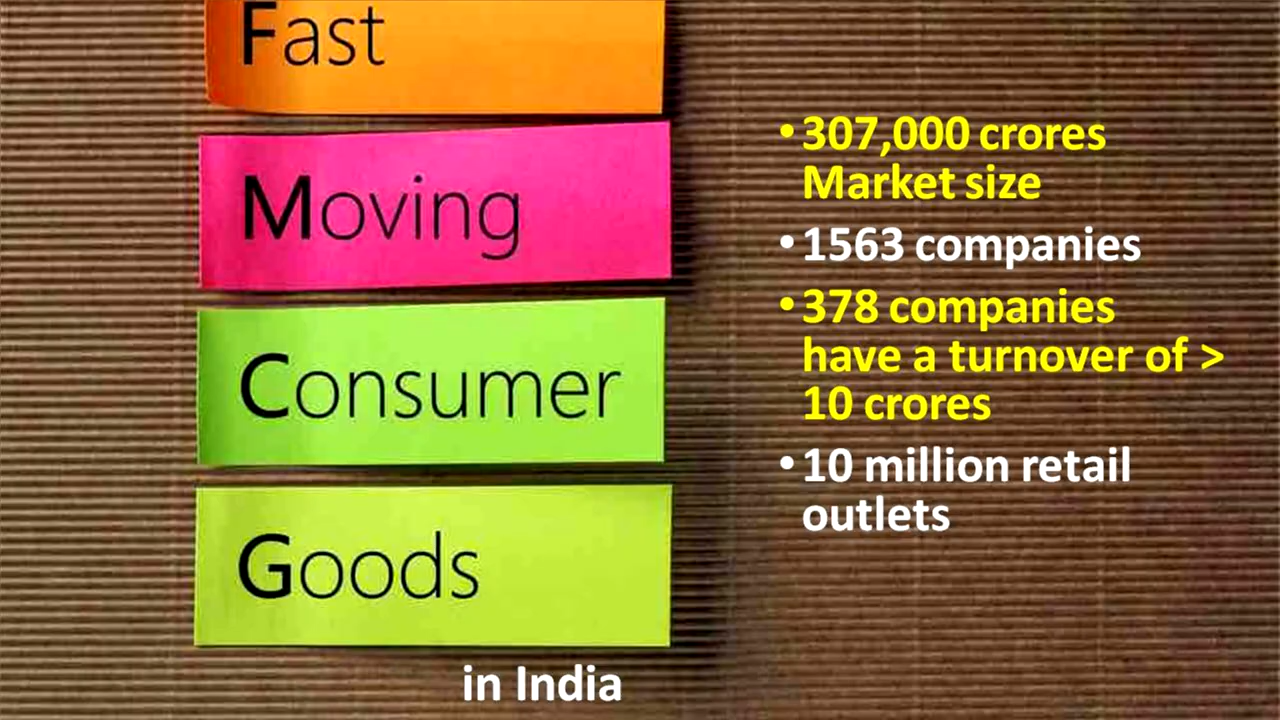 Fast
Moving
Consumer
Goods
in India
•307,000 crores
Market size
•1563 companies
•378 companies
have a turnover of >
10 crores
•10 million retail
outlets